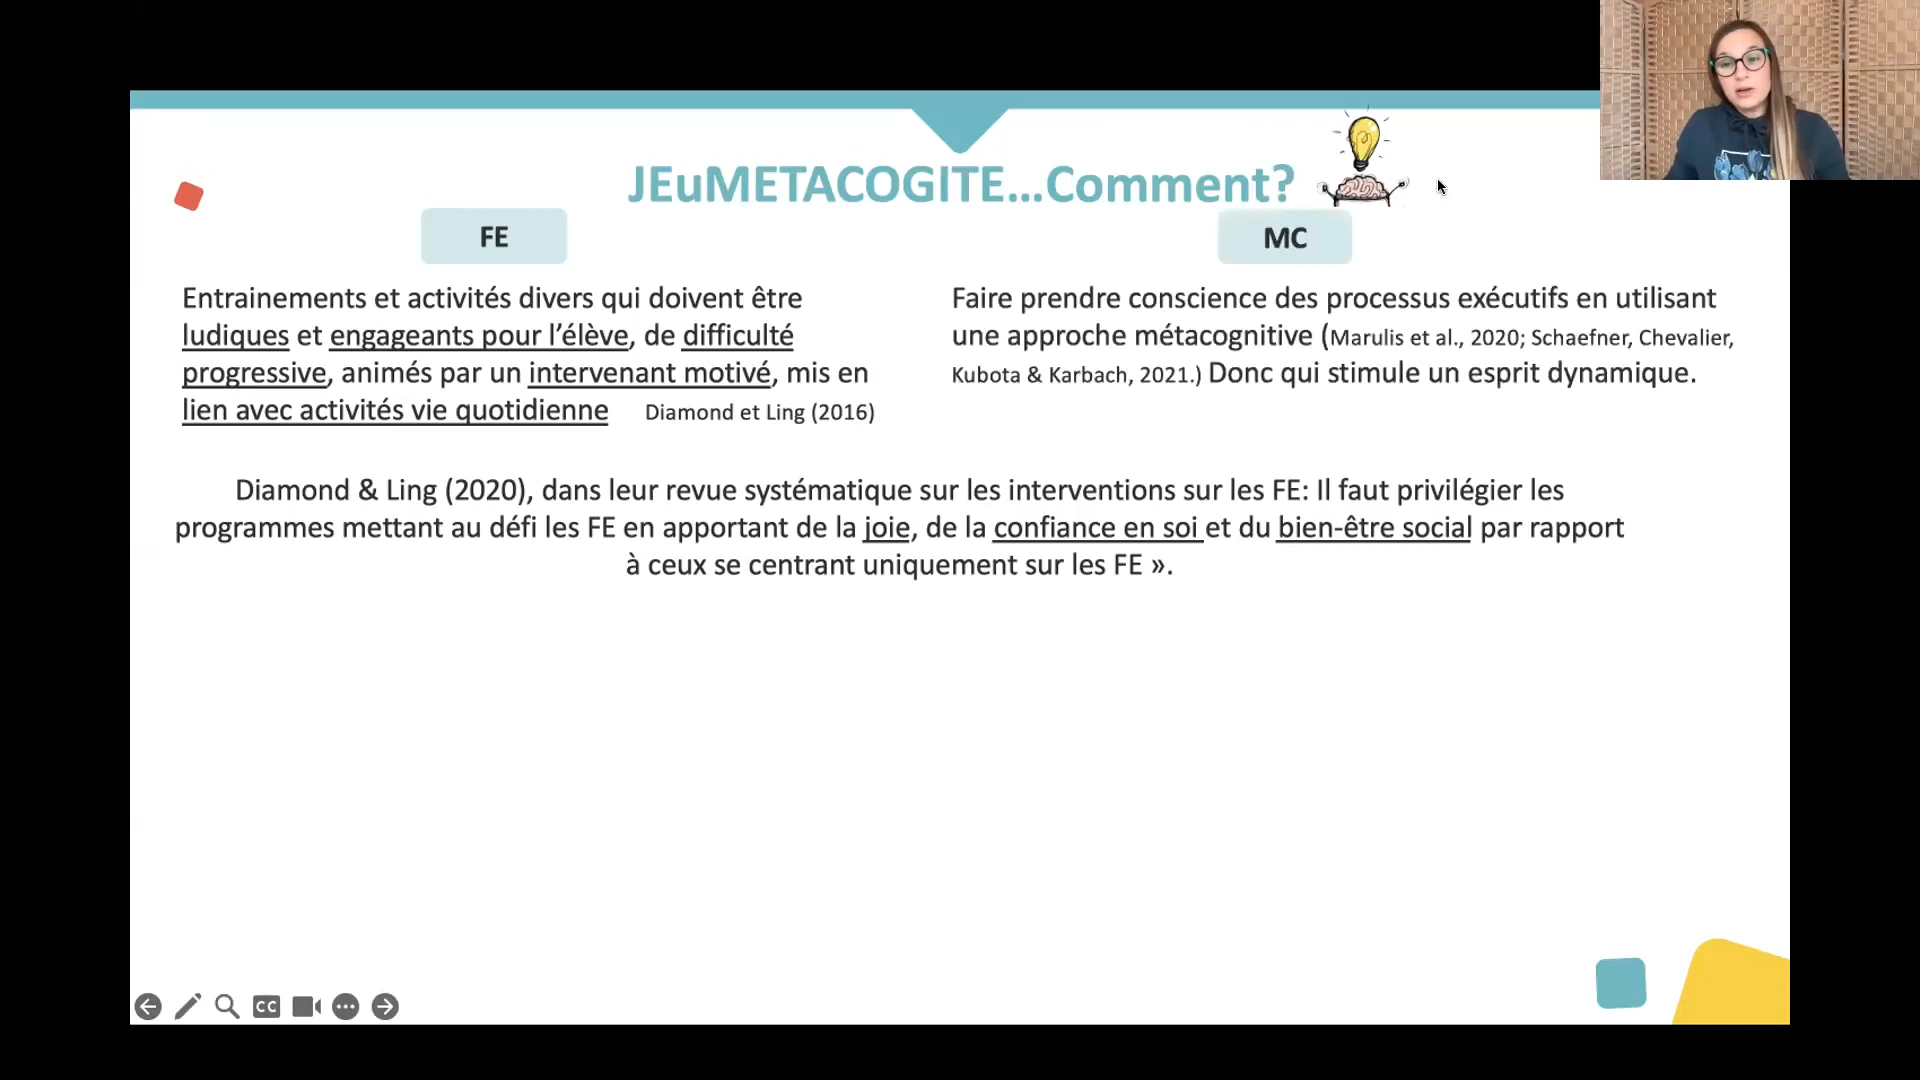 JEuMETACOGITE...Comment?
FE
Entrainements et activités divers qui doivent être
ludiques et engageants pour l’élève, de difficulté
progressive, animés par un intervenant motivé, mis en
lien avec activités vie quotidienne Diamond et Ling (2016)
MC
Faire prendre conscience des processus exécutifs en utilisant
une approche métacognitive (Marulis et al., 2020; Schaefner, Chevalier,
Kubota & Karbach, 2021.) Donc qui stimule un esprit dynamique.
Diamond & Ling (2020), dans leur revue systématique sur les interventions sur les FE: Il faut privilégier les
programmes mettant au défi les FE en apportant de la joie, de la confiance en soi et du bien-être social par rapport
à ceux se centrant uniquement sur les FE ».
CC